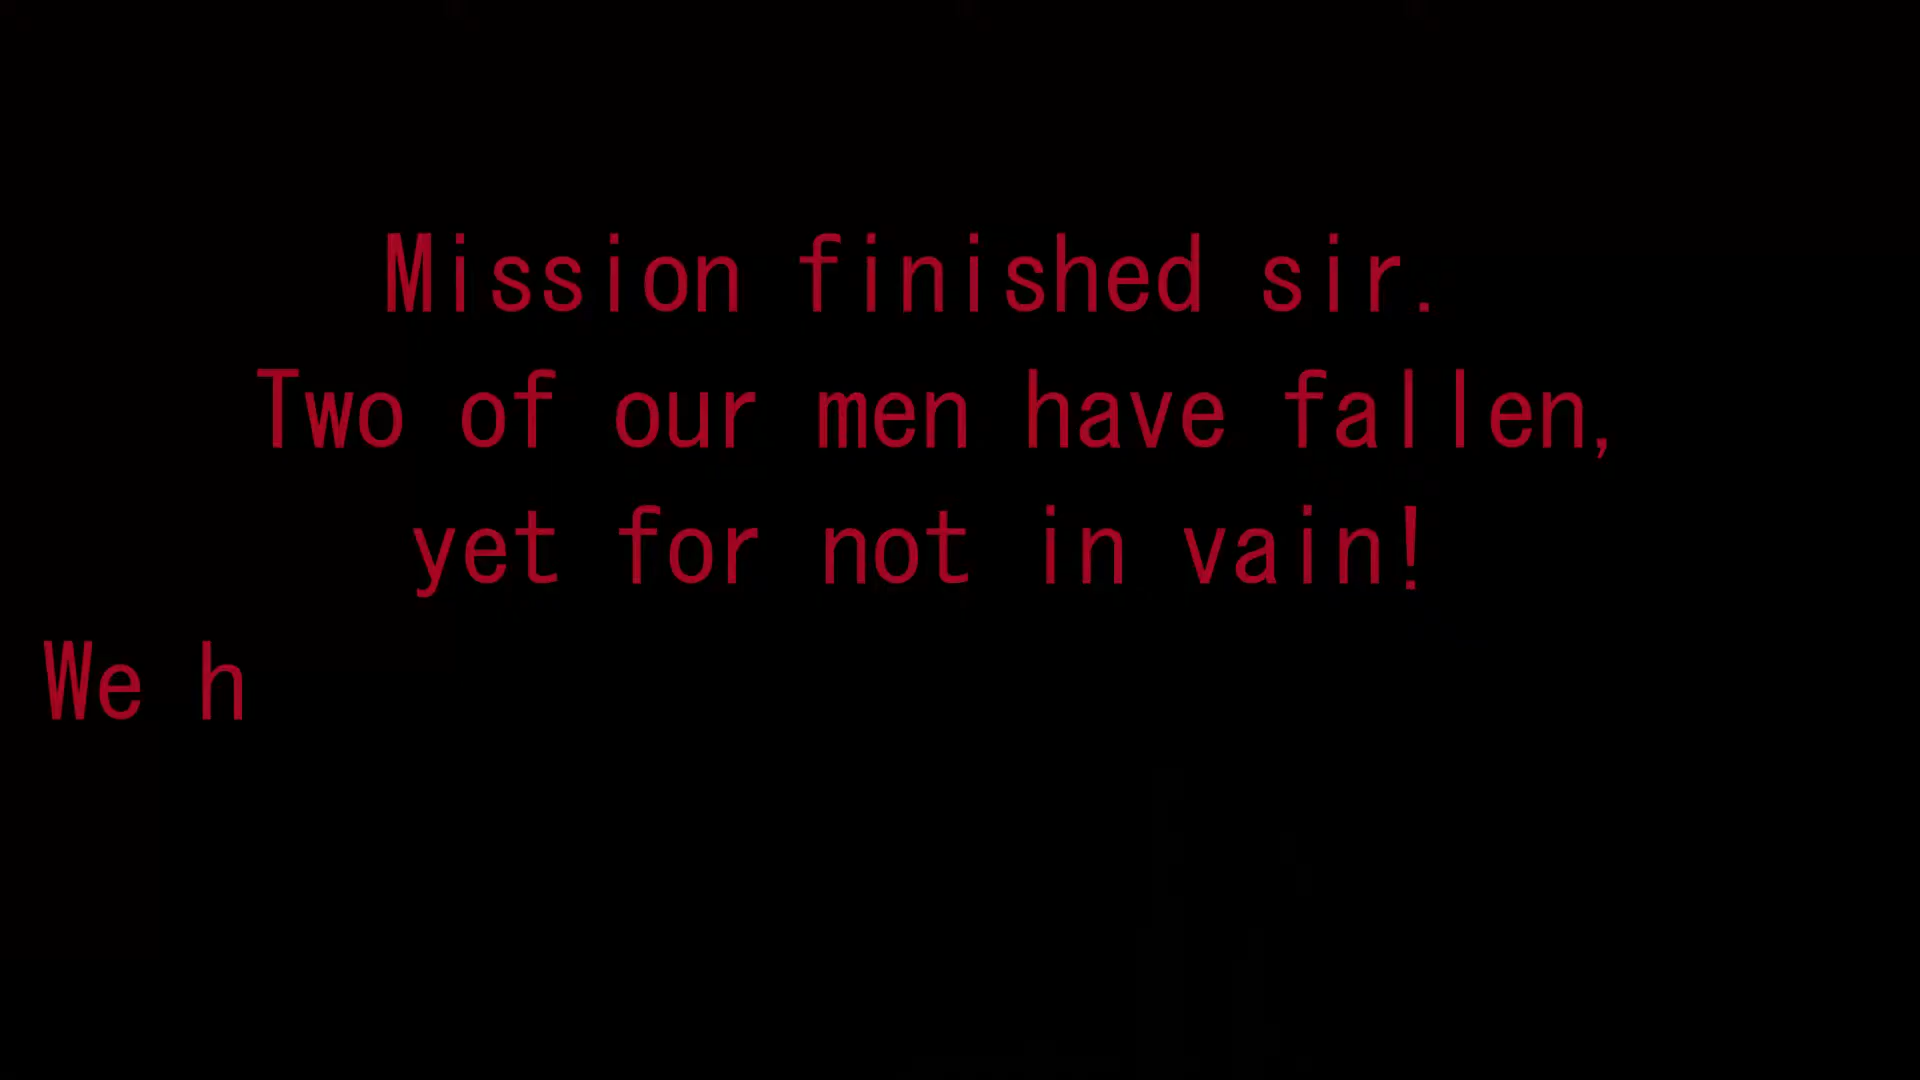 Mission finished sir.
Two of our men have fallen,
yet for not in vain!
We h